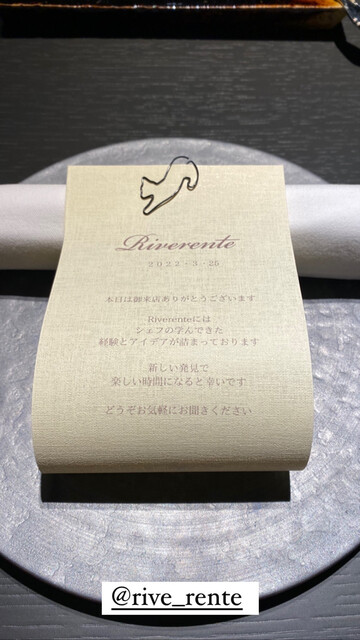 Riverente
2022・3・26
本日は御来店ありがとうございます
Riverenteには
シェフの学んできた
経験とアイデアが詰まっております
新しい発見で
楽しい時間になると幸いです
どうぞお気軽にお聞きください
@rive_rente